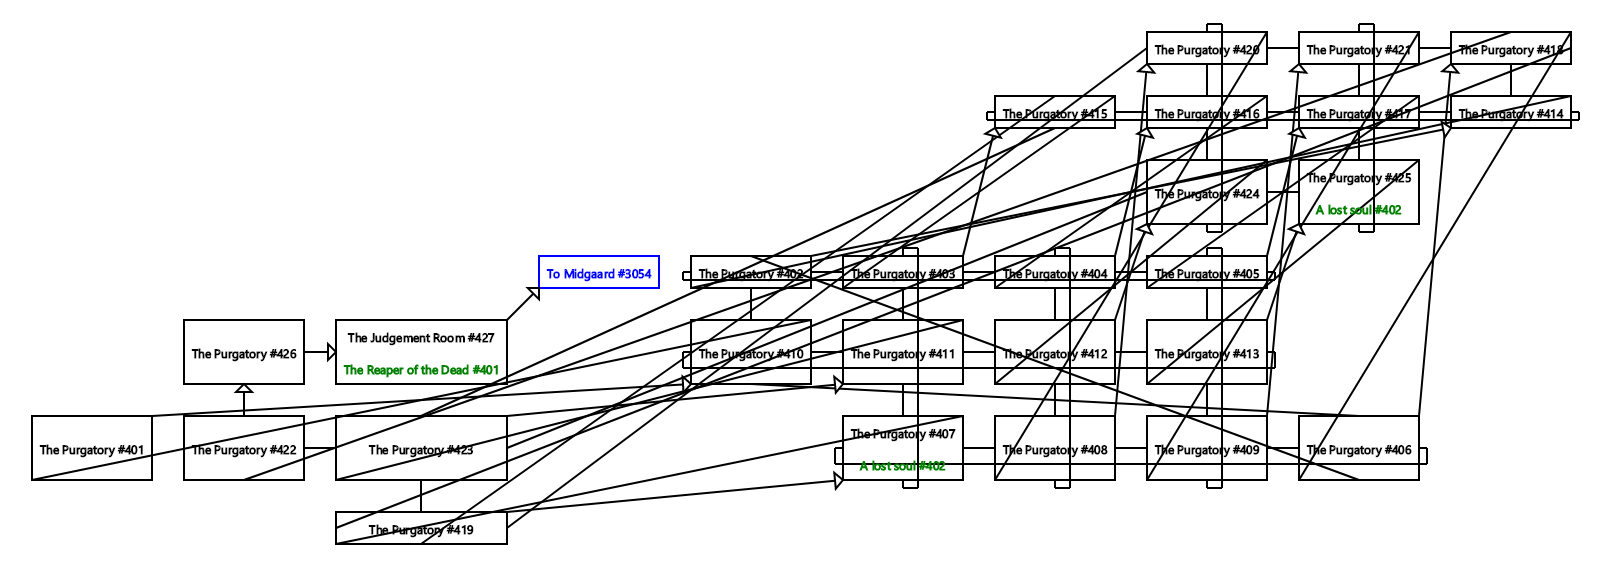 The Purgatory #420
The Purgatory #421
The Purgatory #418
The Purgatory #415
The Purgatory #416
The Purgatory #417
The Purgatory #414
The Purgatory #424
The Purgatory #425
A lost soul #402
To Midgaard #3054
The Purgatory #402
The Purgatory #403
The Purgatory #404
The Purgatory #405
The Purgatory #426
The Judgement Room #427
The Reaper of the Dead #401
The Purgatory #410
The Purgatory #411
The Purgatory #412
The Purgatory #413
The Purgatory #401
The Purgatory #422
The Purgatory #423
The Purgatory #407
A lost soul #402
The Purgatory #408
The Purgatory #409
The Purgatory #406
The Purgatory #419